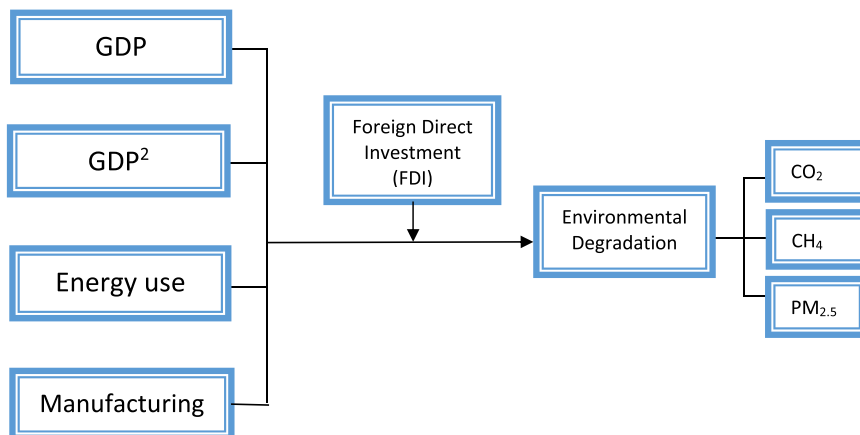 GDP
GDP²
Energy use
Manufacturing
Foreign Direct
Investment
(FDI)
Environmental
Degradation
CO₂
CH₄
PM₂.₅